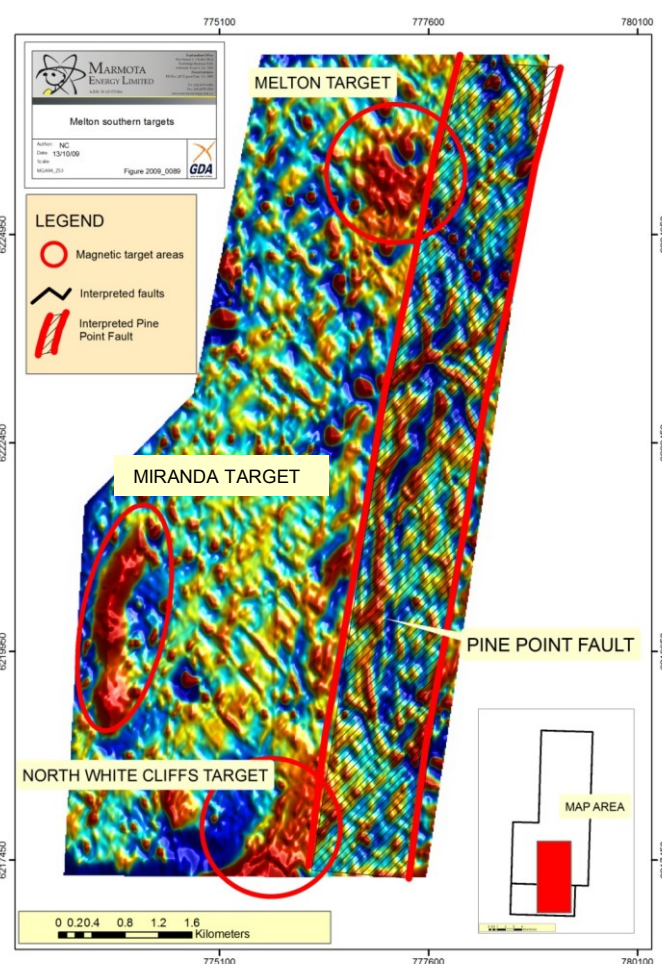 775100
777600
780100
MARMOTA
ENERGY LIMITED
Melton southern targets
Author: NC
Date: 13/10/09
Scale:
Figure 2009_0089
GDA
MELTON TARGET
LEGEND
Magnetic target areas
Interpreted faults
Interpreted Pine
Point Fault
6224950
6222450
6222450
MIRANDA TARGET
PINE POINT FAULT
NORTH WHITE CLIFFS TARGET
MAP AREA
6217450
6217450
0 0.20.4 0.8 1.2 1.6
Kilometers
775100
777600
780100